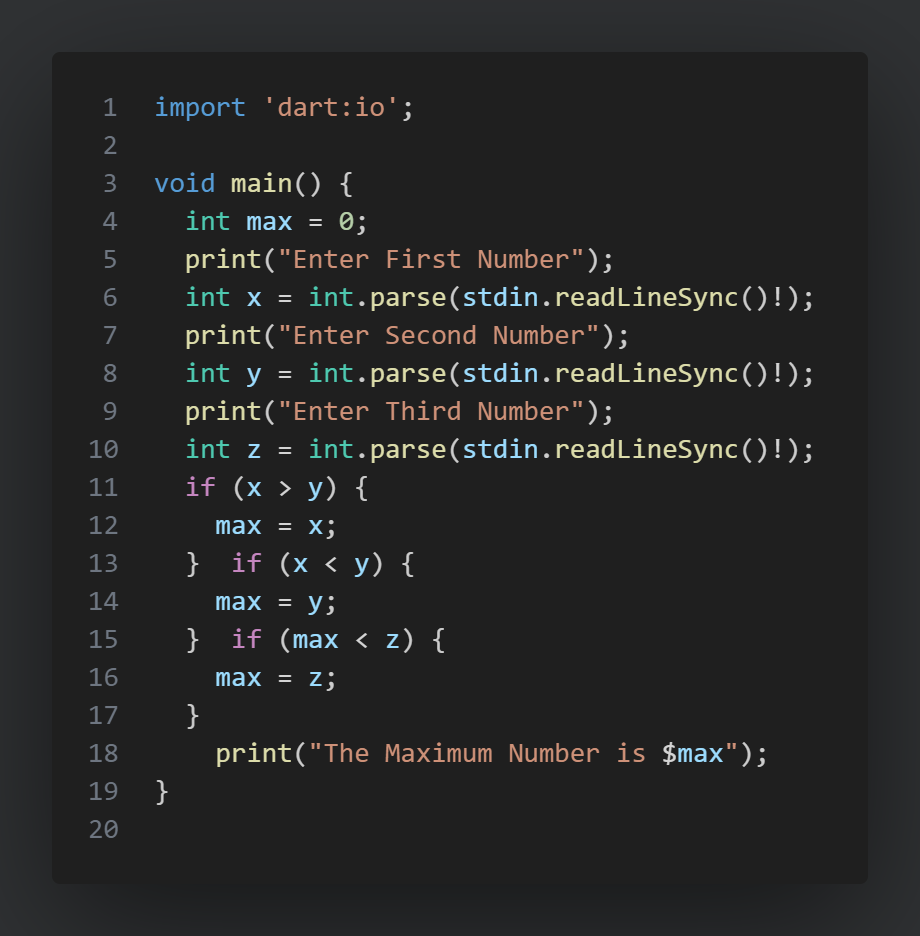 1 import 'dart:io';
2
3 void main() {
4   int max = 0;
5   print("Enter First Number");
6   int x = int.parse(stdin.readLineSync()!);
7   print("Enter Second Number");
8   int y = int.parse(stdin.readLineSync()!);
9   print("Enter Third Number");
10   int z = int.parse(stdin.readLineSync()!);
11   if (x > y) {
12     max = x;
13   }  if (x < y) {
14     max = y;
15   }  if (max < z) {
16     max = z;
17   }
18     print("The Maximum Number is $max");
19 }
20